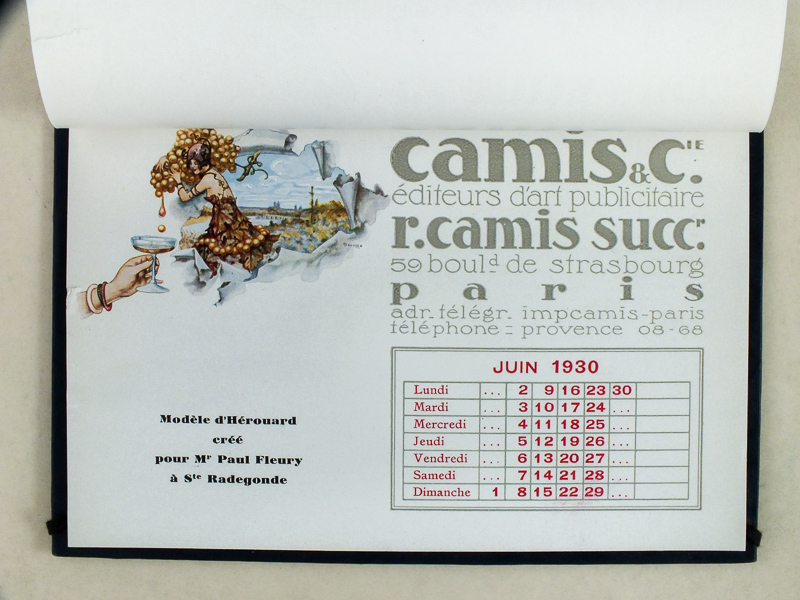 camis & C.IE
éditeurs d'art publicitaire
r. camis succr.
59 bould de strasbourg
paris
adr. télégr. impcamis-paris
téléphone = provence 08-68
JUIN 1930
Lundi ... 2 9 16 23 30
Mardi ... 3 10 17 24 ...
Mercredi ... 4 11 18 25 ...
Jeudi ... 5 12 19 26 ...
Vendredi ... 6 13 20 27 ...
Samedi ... 7 14 21 28 ...
Dimanche 1 8 15 22 29 ...
Modèle d'Hérouard
créé
pour Mr Paul Fleury
à Ste Radegonde